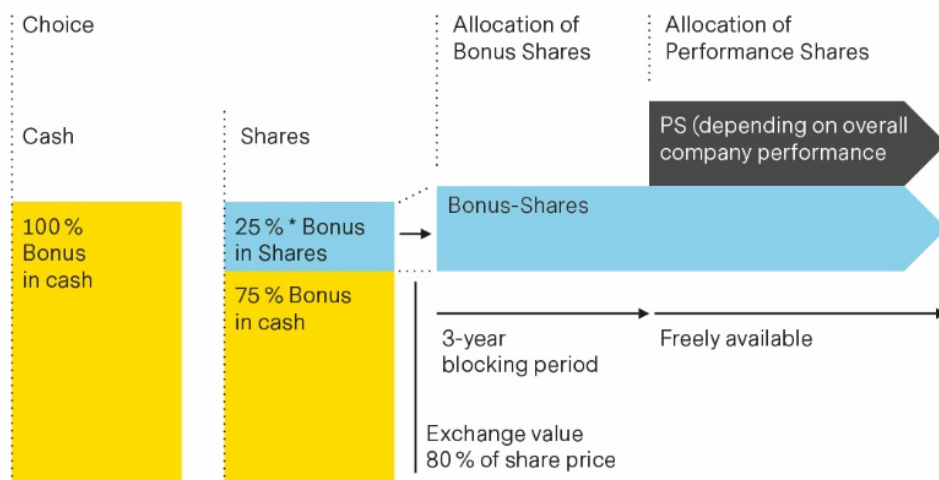 Choice
Allocation of
Bonus Shares
Allocation of
Performance Shares
Cash
Shares
PS (depending on overall
company performance
100 %
Bonus
in cash
25 % * Bonus
in Shares
Bonus-Shares
75 % Bonus
in cash
3-year
blocking period
Freely available
Exchange value
80 % of share price